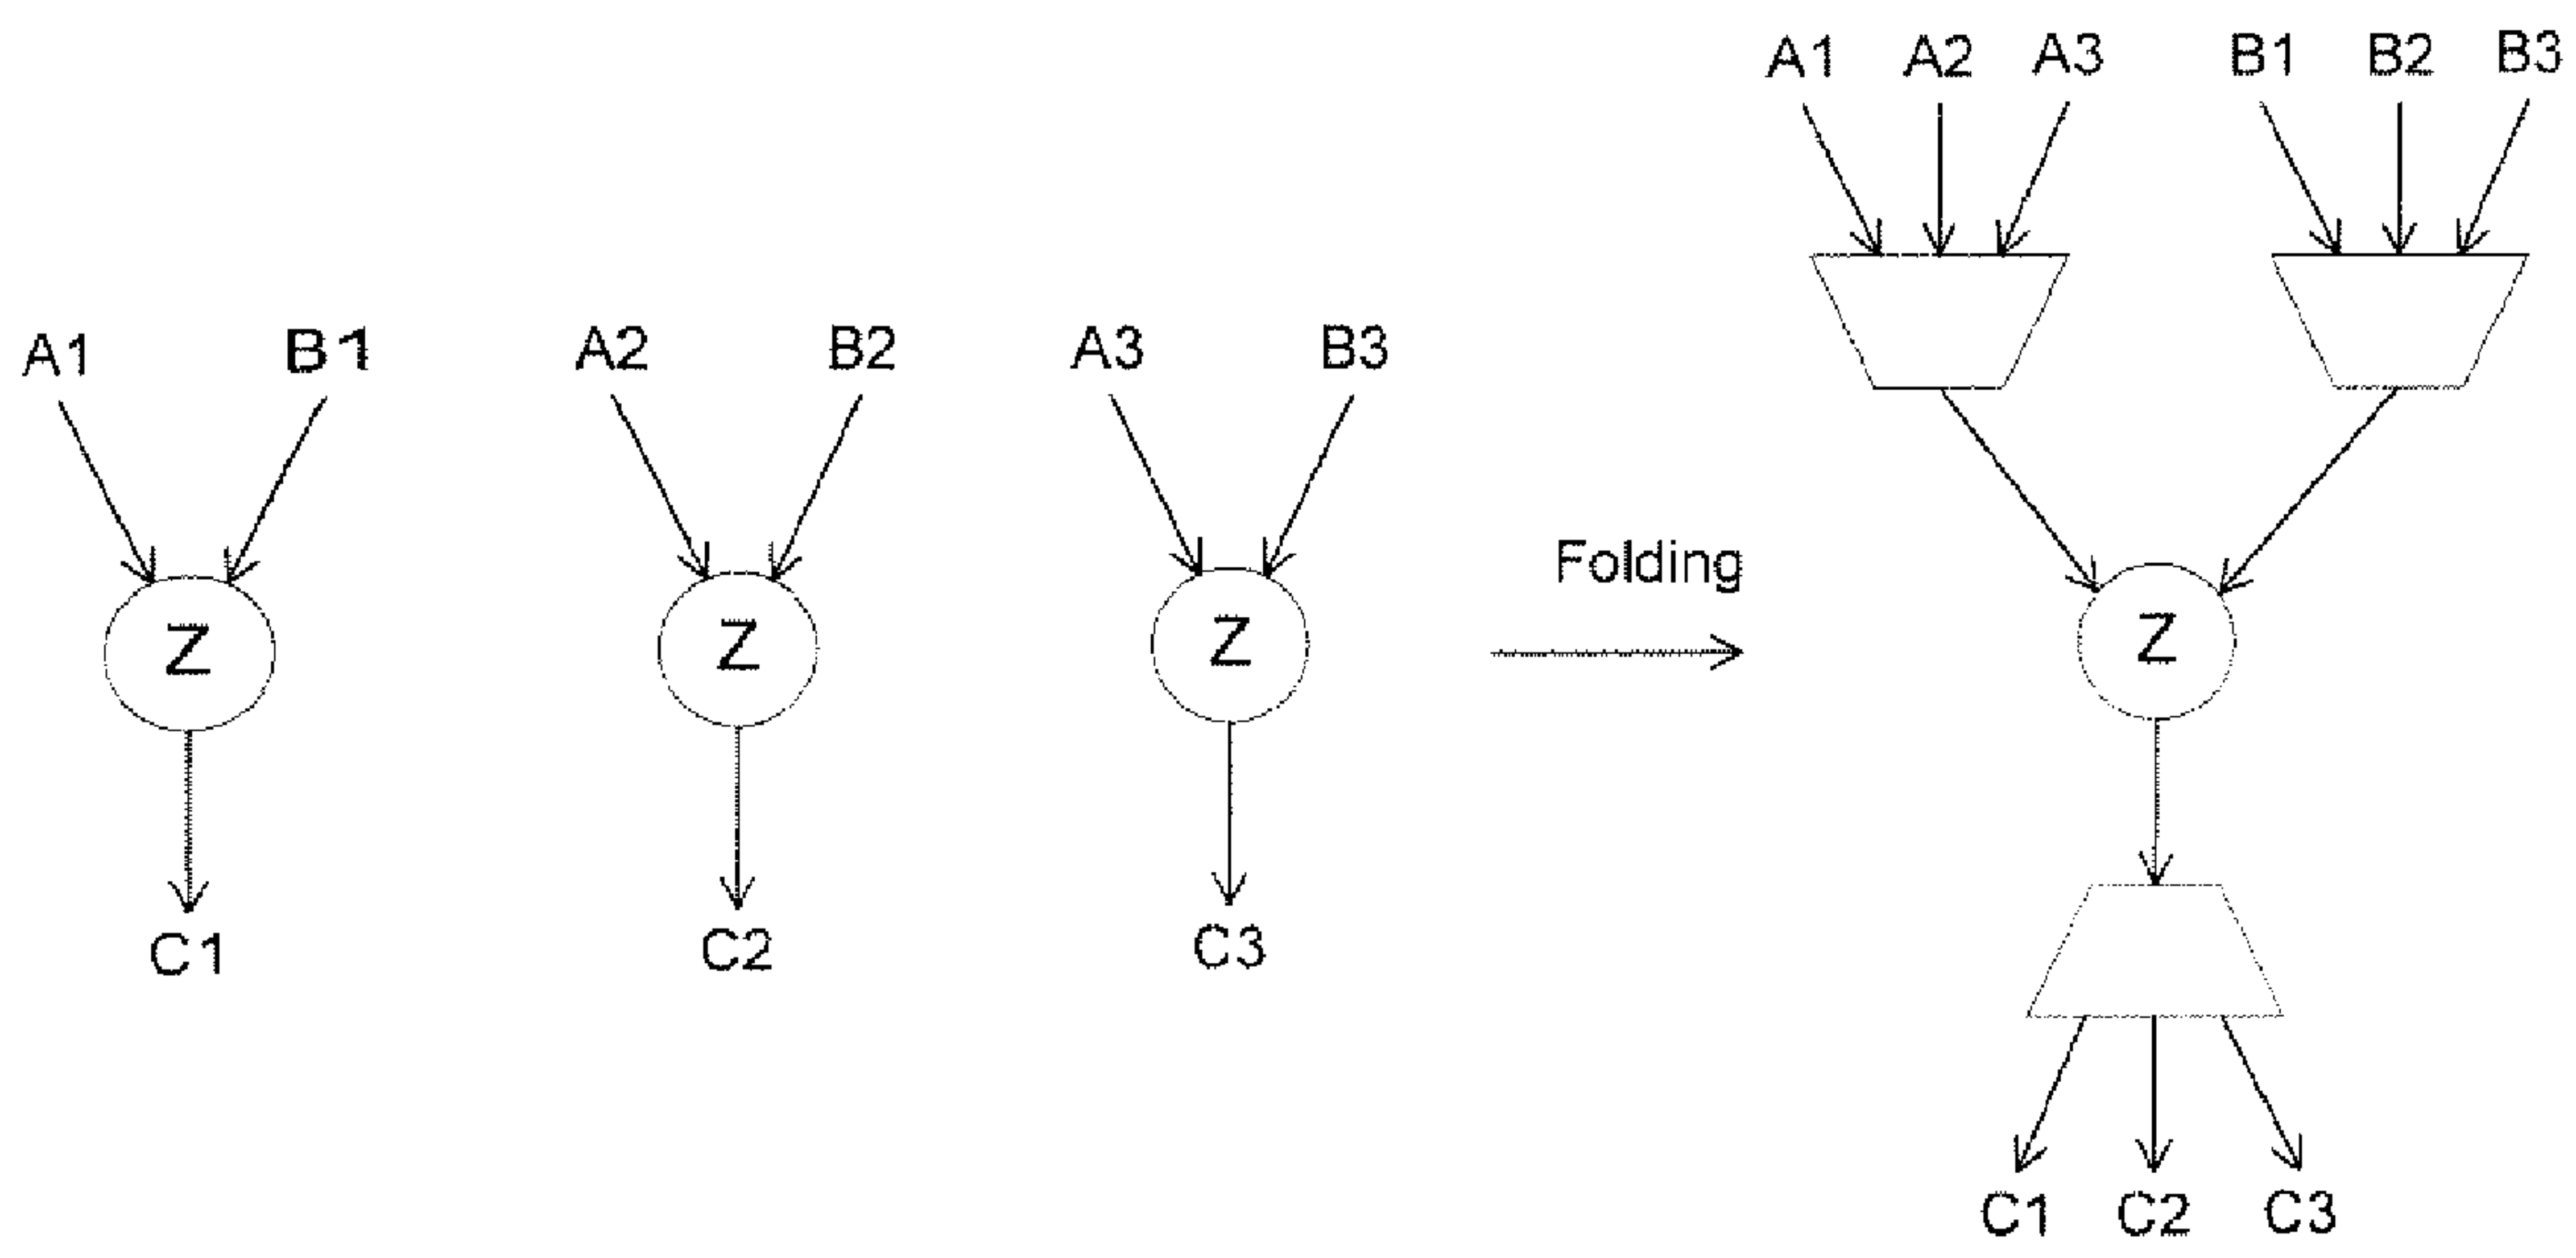 A1 A2 A3 B1 B2 B3
A1 B1 A2 B2 A3 B3
Folding
Z Z Z Z
C1 C2 C3
C1 C2 C3